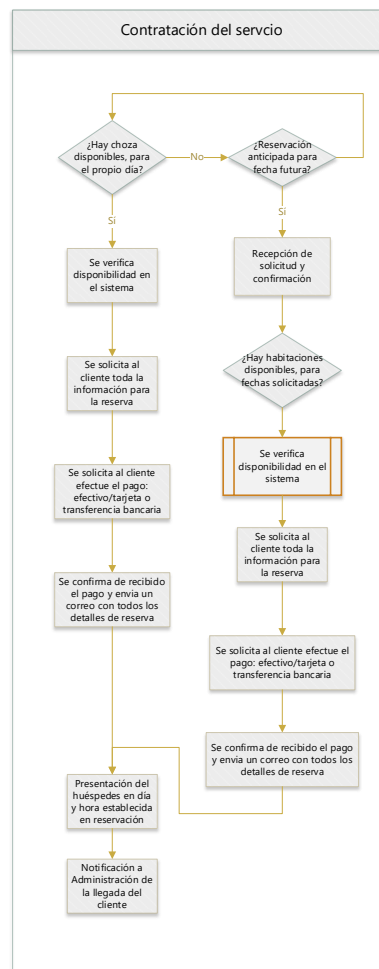 Contratación del servcio
¿Hay choza
disponibles, para
el propio día?
No
¿Reservación
anticipada para
fecha futura?
Si
Si
Se verifica
disponibilidad en
el sistema
Recepción de
solicitud y
confirmación
Se solicita al
cliente toda la
información para
la reserva
¿Hay habitaciones
disponibles, para
fechas solicitadas?
Se verifica
disponibilidad en el
sistema
Se solicita al cliente
efectue el pago:
efectivo/tarjeta o
transferencia bancaria
Se solicita al
cliente toda la
información para
la reserva
Se confirma de recibido
el pago y envía un
correo con todos los
detalles de reserva
Se solicita al cliente efectue el
pago: efectivo/tarjeta o
transferencia bancaria
Se confirma de recibido el pago
y envia un correo con todos los
detalles de reserva
Presentación del
huéspedes en día
y hora establecida
en reservación
Notificación a
Administración de
la llegada del
cliente